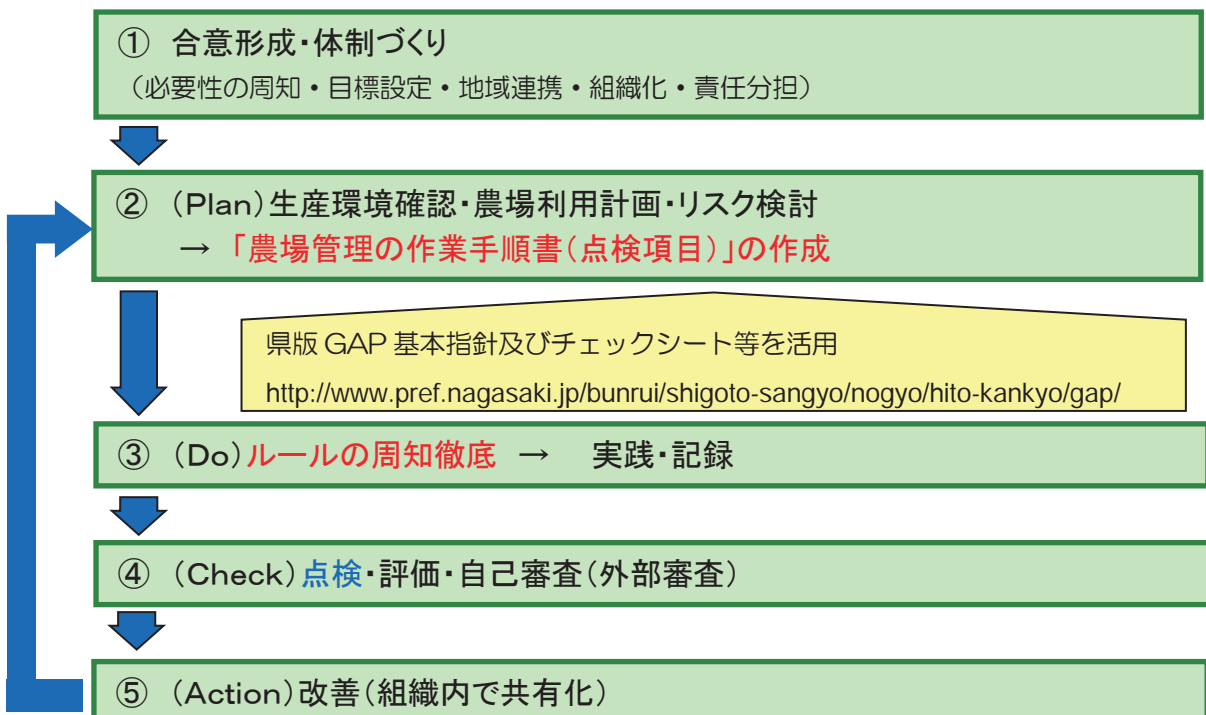 ① 合意形成・体制づくり
（必要性の周知・目標設定・地域連携・組織化・責任分担）
② （Plan）生産環境確認・農場利用計画・リスク検討
→ 「農場管理の作業手順書（点検項目）」の作成
県版 GAP 基本指針及びチェックシート等を活用
http://www.pref.nagasaki.jp/bunrui/shigoto-sangyo/nogyo/hito-kankyo/gap/
③ （Do）ルールの周知徹底 → 実践・記録
④ （Check）点検・評価・自己審査（外部審査）
⑤ （Action）改善（組織内で共有化）